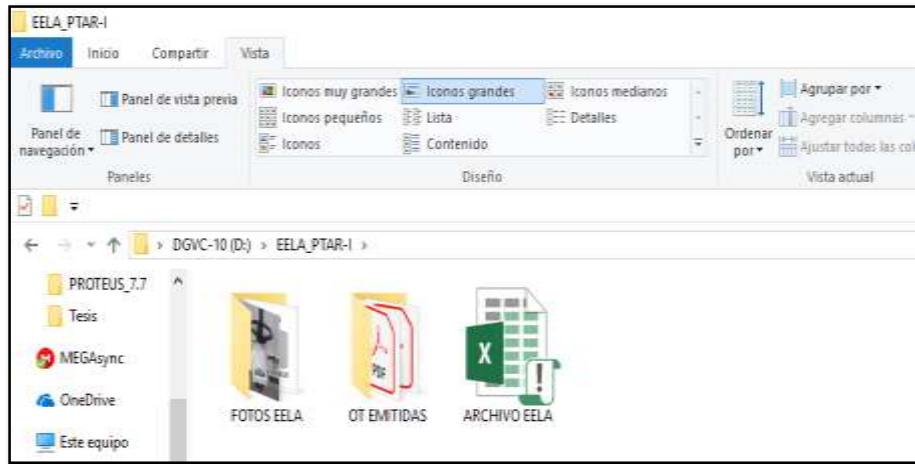 EELA_PTAR-I
Archivo Inicio Compartir Vista
Panel de navegación
Panel de vista previa
Panel de detalles
Paneles
Iconos muy grandes Iconos grandes Iconos medianos
Iconos pequeños Lista Detalles
Iconos Contenido
Diseño
Ordenar por
Agrupar por
Agregar columnas
Ajustar todas las col
Vista actual
DGVC-10 (D:) > EELA_PTAR-I >
PROTEUS_7.7
Tesis
MEGAsync
OneDrive
Este equipo
PDF
X
FOTOS EELA
OT EMITIDAS
ARCHIVO EELA